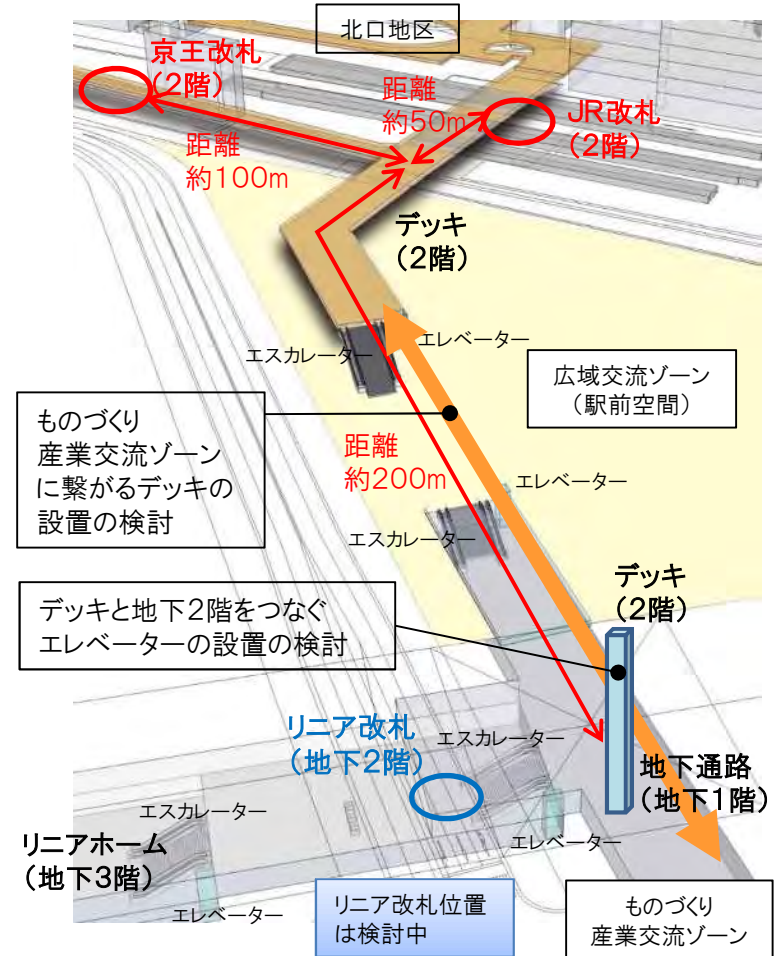 北口地区
京王改札
(2階)
距離
約50m
JR改札
(2階)
距離
約100m
デッキ
(2階)
エスカレーター
エレベーター
広域交流ゾーン
(駅前空間)
ものづくり
産業交流ゾーン
に繋がるデッキの
設置の検討
距離
約200m
エレベーター
エスカレーター
デッキ
(2階)
デッキと地下2階をつなぐ
エレベーターの設置の検討
リニア改札
(地下2階)
エスカレーター
地下通路
(地下1階)
エスカレーター
エレベーター
リニアホーム
(地下3階)
エレベーター
リニア改札位置
は検討中
ものづくり
産業交流ゾーン